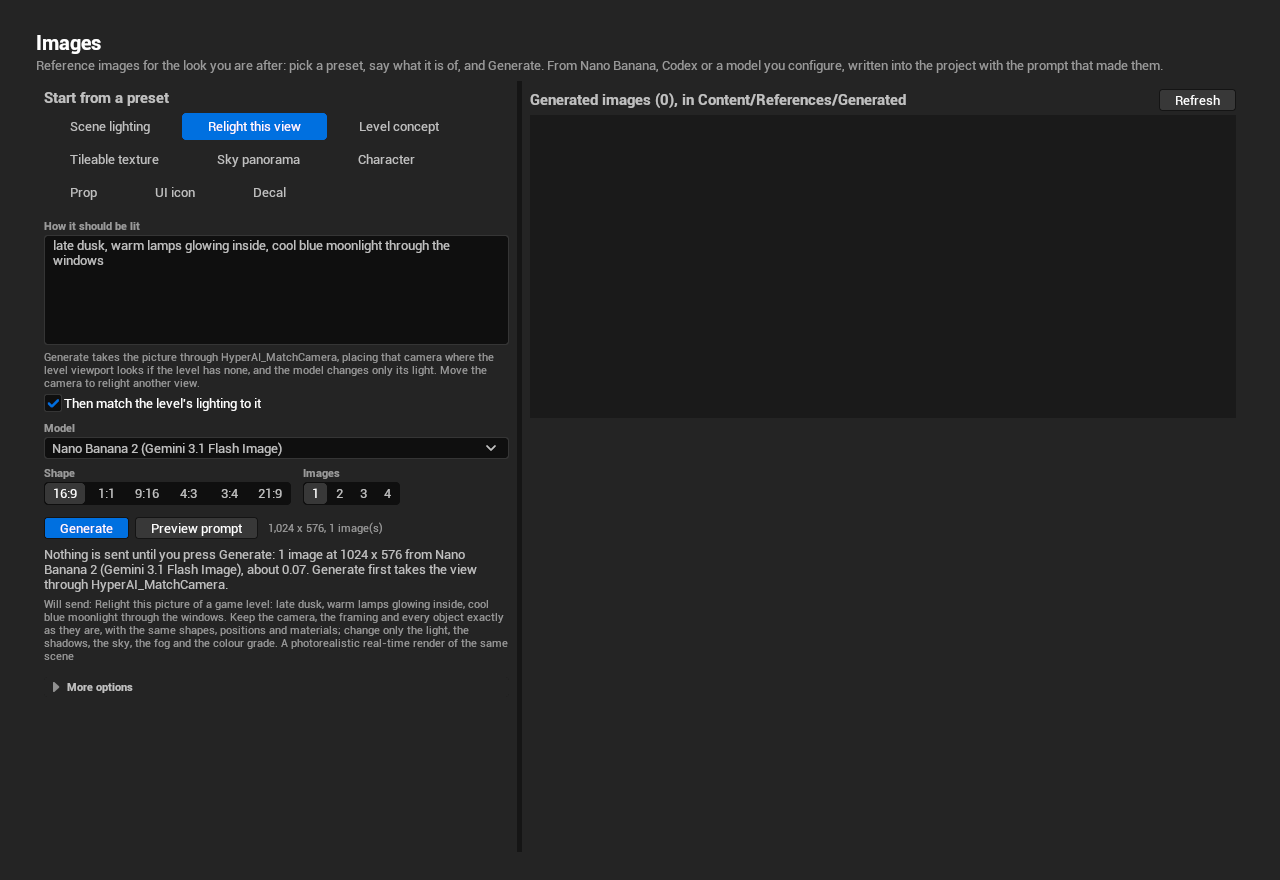 Images
Reference images for the look you are after: pick a preset, say what it is of, and Generate. From Nano Banana, Codex or a model you configure, written into the project with the prompt that made them.
Start from a preset
Scene lighting
Relight this view
Level concept
Tileable texture
Sky panorama
Character
Prop
UI icon
Decal
How it should be lit
late dusk, warm lamps glowing inside, cool blue moonlight through the
windows
Generate takes the picture through HyperAI_MatchCamera, placing that camera where the
level viewport looks if the level has none, and the model changes only its light. Move the
camera to relight another view.
Then match the level's lighting to it
Model
Nano Banana 2 (Gemini 3.1 Flash Image)
Shape
16:9 1:1 9:16 4:3 3:4 21:9
Images
1 2 3 4
Generate
Preview prompt
1,024 x 576, 1 image(s)
Nothing is sent until you press Generate: 1 image at 1024 x 576 from Nano
Banana 2 (Gemini 3.1 Flash Image), about 0.07. Generate first takes the view
through HyperAI_MatchCamera.
Will send: Relight this picture of a game level: late dusk, warm lamps glowing inside, cool
blue moonlight through the windows. Keep the camera, the framing and every object exactly
as they are, with the same shapes, positions and materials; change only the light, the
shadows, the sky, the fog and the colour grade. A photorealistic real-time render of the same
scene
More options
Generated images (0), in Content/References/Generated
Refresh